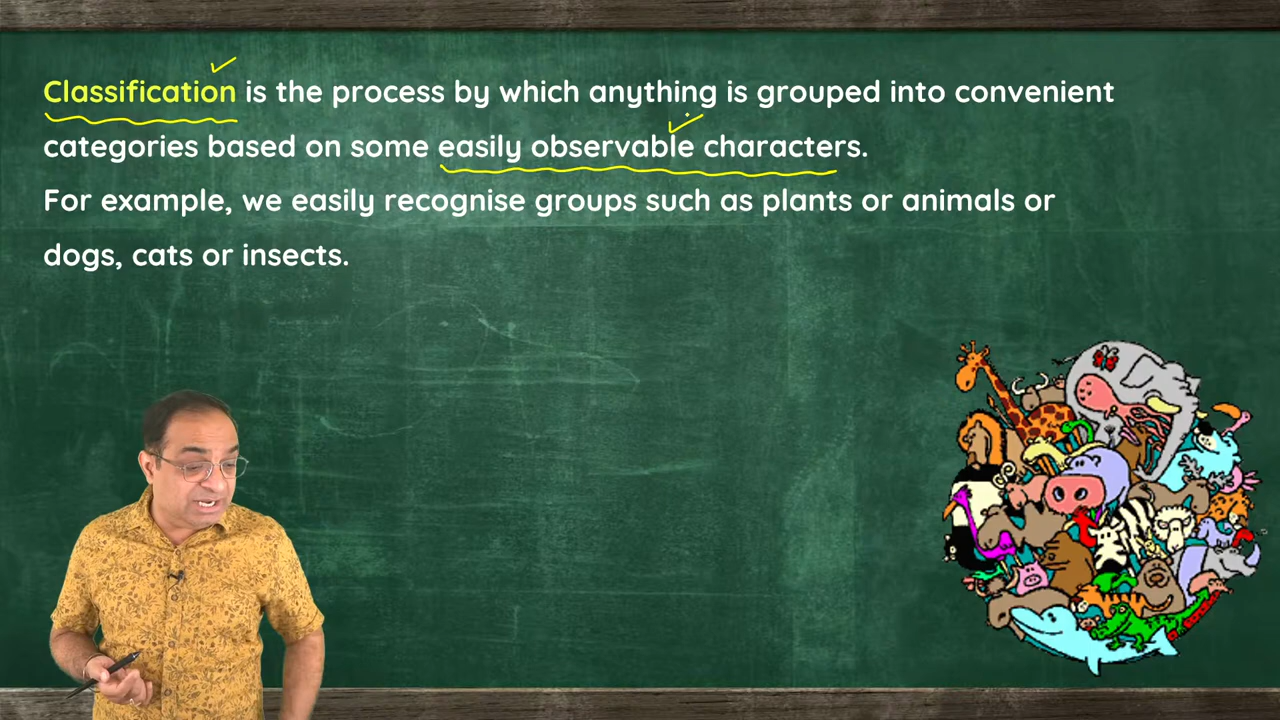 Classification is the process by which anything is grouped into convenient
categories based on some easily observable characters.
For example, we easily recognise groups such as plants or animals or
dogs, cats or insects.